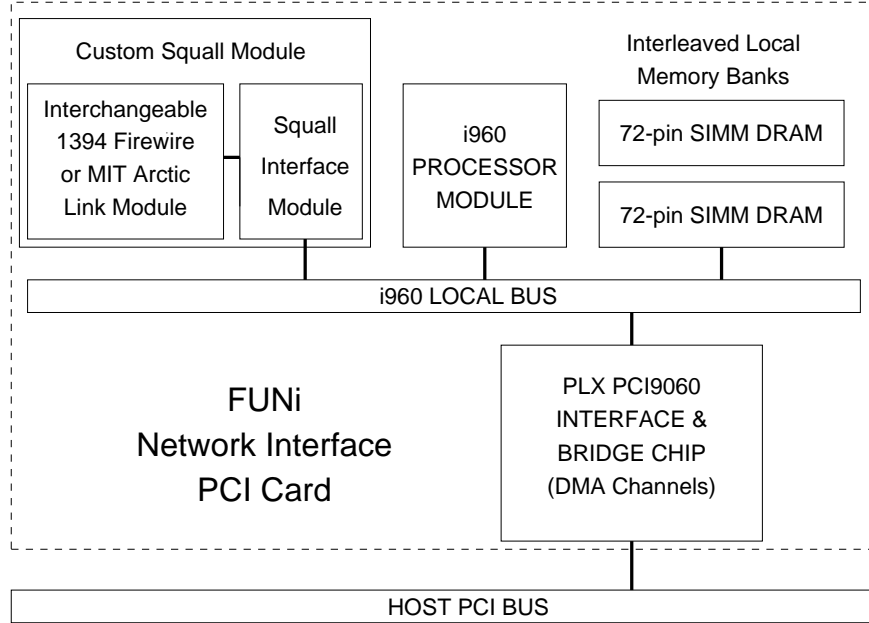 Custom Squall Module
Interchangeable
1394 Firewire
or MIT Arctic
Link Module
Squall
Interface
Module
i960
PROCESSOR
MODULE
Interleaved Local
Memory Banks
72-pin SIMM DRAM
72-pin SIMM DRAM
i960 LOCAL BUS
FUNi
Network Interface
PCI Card
PLX PCI9060
INTERFACE &
BRIDGE CHIP
(DMA Channels)
HOST PCI BUS